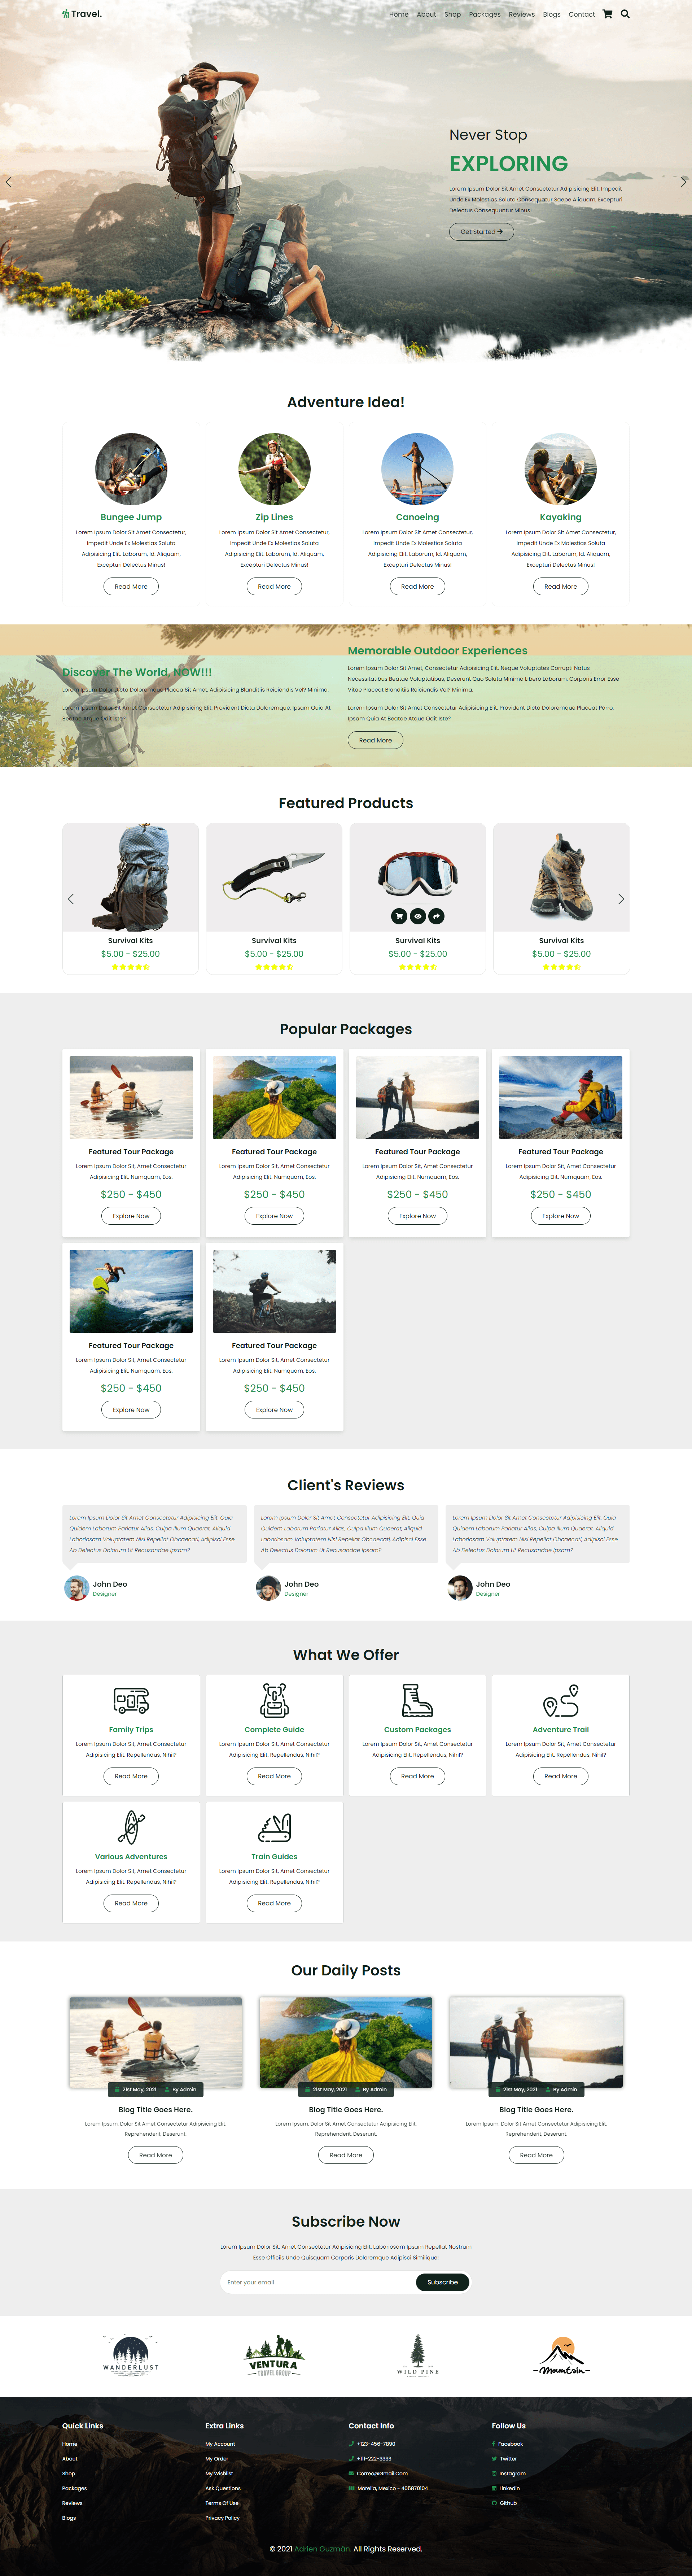 Travel.
Home About Shop Packages Reviews Blogs Contact
Never Stop
EXPLORING
Lorem Ipsum Dolor Sit Amet Consectetur Adipisicing Elit. Impedit
Unde Ex Molestias Soluta Consequatur Saepe Aliquam, Excepturi
Delectus Consequuntur Minus!
Get Started
Adventure Idea!
Bungee Jump
Lorem Ipsum Dolor Sit Amet Consectetur,
Impedit Unde Ex Molestias Soluta
Adipisicing Elit. Laborum, Id. Aliquam,
Excepturi Delectus Minus!
Read More
Zip Lines
Lorem Ipsum Dolor Sit Amet Consectetur,
Impedit Unde Ex Molestias Soluta
Adipisicing Elit. Laborum, Id. Aliquam,
Excepturi Delectus Minus!
Read More
Canoeing
Lorem Ipsum Dolor Sit Amet Consectetur,
Impedit Unde Ex Molestias Soluta
Adipisicing Elit. Laborum, Id. Aliquam,
Excepturi Delectus Minus!
Read More
Kayaking
Lorem Ipsum Dolor Sit Amet Consectetur,
Impedit Unde Ex Molestias Soluta
Adipisicing Elit. Laborum, Id. Aliquam,
Excepturi Delectus Minus!
Read More
Discover The World, NOW!!!
Lorem Ipsum Dolor Dicta Doloremque Placea Sit Amet, Adipisicing Blanditiis Reiciendis Vel? Minima.
Lorem Ipsum Dolor Sit Amet Consectetur Adipisicing Elit. Provident Dicta Doloremque, Ipsam Quia At
Beatae Atque Odit Iste?
Memorable Outdoor Experiences
Lorem Ipsum Dolor Sit Amet, Consectetur Adipisicing Elit. Neque Voluptates Corrupti Natus
Necessitatibus Beatae Voluptatibus, Deserunt Quo Soluta Minima Libero Laborum, Corporis Error Esse
Vitae Placeat Blanditiis Reiciendis Vel? Minima.
Lorem Ipsum Dolor Sit Amet Consectetur Adipisicing Elit. Provident Dicta Doloremque Placeat Porro,
Ipsam Quia At Beatae Atque Odit Iste?
Read More
Featured Products
Survival Kits
$5.00 - $25.00
Survival Kits
$5.00 - $25.00
Survival Kits
$5.00 - $25.00
Survival Kits
$5.00 - $25.00
Popular Packages
Featured Tour Package
Lorem Ipsum Dolor Sit, Amet Consectetur
Adipisicing Elit. Numquam, Eos.
$250 - $450
Explore Now
Featured Tour Package
Lorem Ipsum Dolor Sit, Amet Consectetur
Adipisicing Elit. Numquam, Eos.
$250 - $450
Explore Now
Featured Tour Package
Lorem Ipsum Dolor Sit, Amet Consectetur
Adipisicing Elit. Numquam, Eos.
$250 - $450
Explore Now
Featured Tour Package
Lorem Ipsum Dolor Sit, Amet Consectetur
Adipisicing Elit. Numquam, Eos.
$250 - $450
Explore Now
Featured Tour Package
Lorem Ipsum Dolor Sit, Amet Consectetur
Adipisicing Elit. Numquam, Eos.
$250 - $450
Explore Now
Featured Tour Package
Lorem Ipsum Dolor Sit, Amet Consectetur
Adipisicing Elit. Numquam, Eos.
$250 - $450
Explore Now
Client's Reviews
Lorem Ipsum Dolor Sit Amet Consectetur Adipisicing Elit. Quia
Quidem Laborum Pariatur Alias, Culpa Illum Quaerat, Aliquid
Laboriosam Voluptatem Nisi Repellat Obcaecati, Adipisci Esse
Ab Delectus Dolorum Ut Recusandae Ipsam?
John Deo
Designer
Lorem Ipsum Dolor Sit Amet Consectetur Adipisicing Elit. Quia
Quidem Laborum Pariatur Alias, Culpa Illum Quaerat, Aliquid
Laboriosam Voluptatem Nisi Repellat Obcaecati, Adipisci Esse
Ab Delectus Dolorum Ut Recusandae Ipsam?
John Deo
Designer
Lorem Ipsum Dolor Sit Amet Consectetur Adipisicing Elit. Quia
Quidem Laborum Pariatur Alias, Culpa Illum Quaerat, Aliquid
Laboriosam Voluptatem Nisi Repellat Obcaecati, Adipisci Esse
Ab Delectus Dolorum Ut Recusandae Ipsam?
John Deo
Designer
What We Offer
Family Trips
Lorem Ipsum Dolor Sit, Amet Consectetur
Adipisicing Elit. Repellendus, Nihil?
Read More
Complete Guide
Lorem Ipsum Dolor Sit, Amet Consectetur
Adipisicing Elit. Repellendus, Nihil?
Read More
Custom Packages
Lorem Ipsum Dolor Sit, Amet Consectetur
Adipisicing Elit. Repellendus, Nihil?
Read More
Adventure Trail
Lorem Ipsum Dolor Sit, Amet Consectetur
Adipisicing Elit. Repellendus, Nihil?
Read More
Various Adventures
Lorem Ipsum Dolor Sit, Amet Consectetur
Adipisicing Elit. Repellendus, Nihil?
Read More
Train Guides
Lorem Ipsum Dolor Sit, Amet Consectetur
Adipisicing Elit. Repellendus, Nihil?
Read More
Our Daily Posts
21st May, 2021 By Admin
Blog Title Goes Here.
Lorem Ipsum, Dolor Sit Amet Consectetur Adipisicing Elit.
Reprehenderit, Deserunt.
Read More
21st May, 2021 By Admin
Blog Title Goes Here.
Lorem Ipsum, Dolor Sit Amet Consectetur Adipisicing Elit.
Reprehenderit, Deserunt.
Read More
21st May, 2021 By Admin
Blog Title Goes Here.
Lorem Ipsum, Dolor Sit Amet Consectetur Adipisicing Elit.
Reprehenderit, Deserunt.
Read More
Subscribe Now
Lorem Ipsum Dolor Sit, Amet Consectetur Adipisicing Elit. Laboriosam Ipsam Repellat Nostrum
Esse Officiis Unde Quisquam Corporis Doloremque Adipisci Similique!
Enter your email
Subscribe
WANDERLUST
VENTURA
TRAVEL GROUP
WILD PINE
Mountain
Quick Links
Home
About
Shop
Packages
Reviews
Blogs
Extra Links
My Account
My Order
My Wishlist
Ask Questions
Terms Of Use
Privacy Policy
Contact Info
+123-456-7890
+111-222-3333
Correo@Gmail.Com
Morelia, Mexico - 405870104
Follow Us
Facebook
Twitter
Instagram
Linkedin
Github
© 2021 Adrien Guzmán. All Rights Reserved.